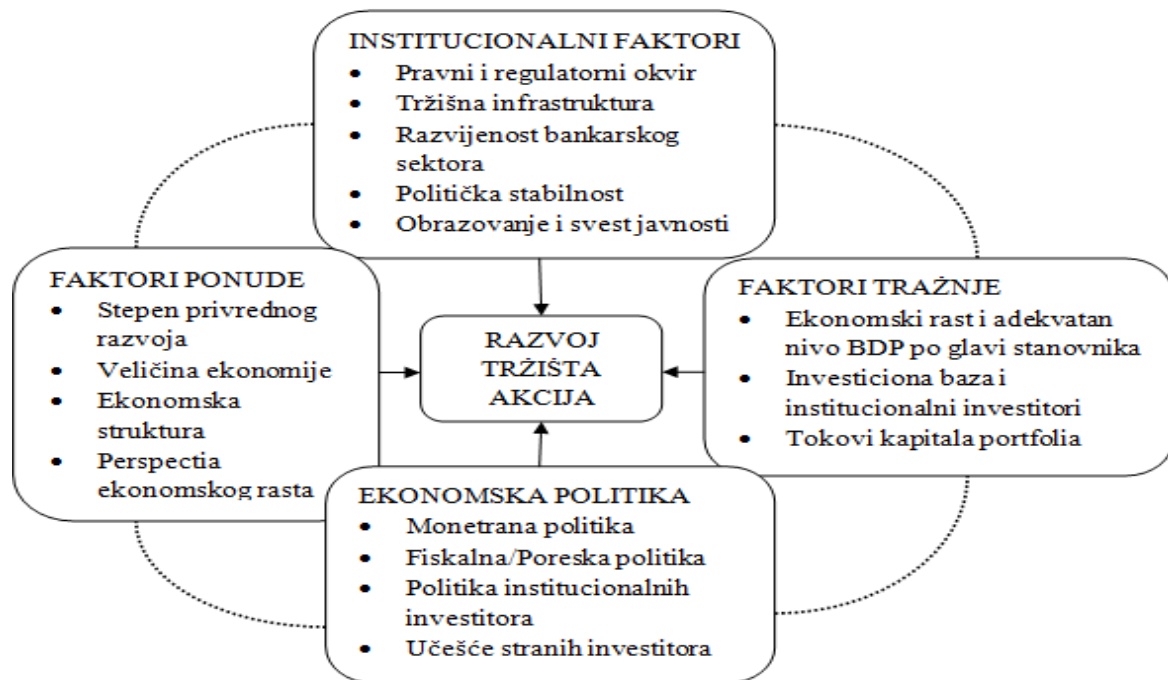 INSTITUCIONALNI FAKTORI
• Pravni i regulatorni okvir
• Tržišna infrastruktura
• Razvijenost bankarskog
sektora
• Politička stabilnost
• Obrazovanje i svest javnosti
FAKTORI PONUDE
• Stepen privrednog
razvoja
• Veličina ekonomije
• Ekonomska
struktura
• Perspectia
ekonomskog rasta
RAZVOJ
TRŽIŠTA
AKCIJA
FAKTORI TRAŽNJE
• Ekonomski rast i adekvatan
nivo BDP po glavi stanovnika
• Investiciona baza i
institucionalni investitori
• Tokovi kapitala portfolia
EKONOMSKA POLITIKA
• Monetrana politika
• Fiskalna/Poreska politika
• Politika institucionalnih
investitora
• Učešće stranih investitora